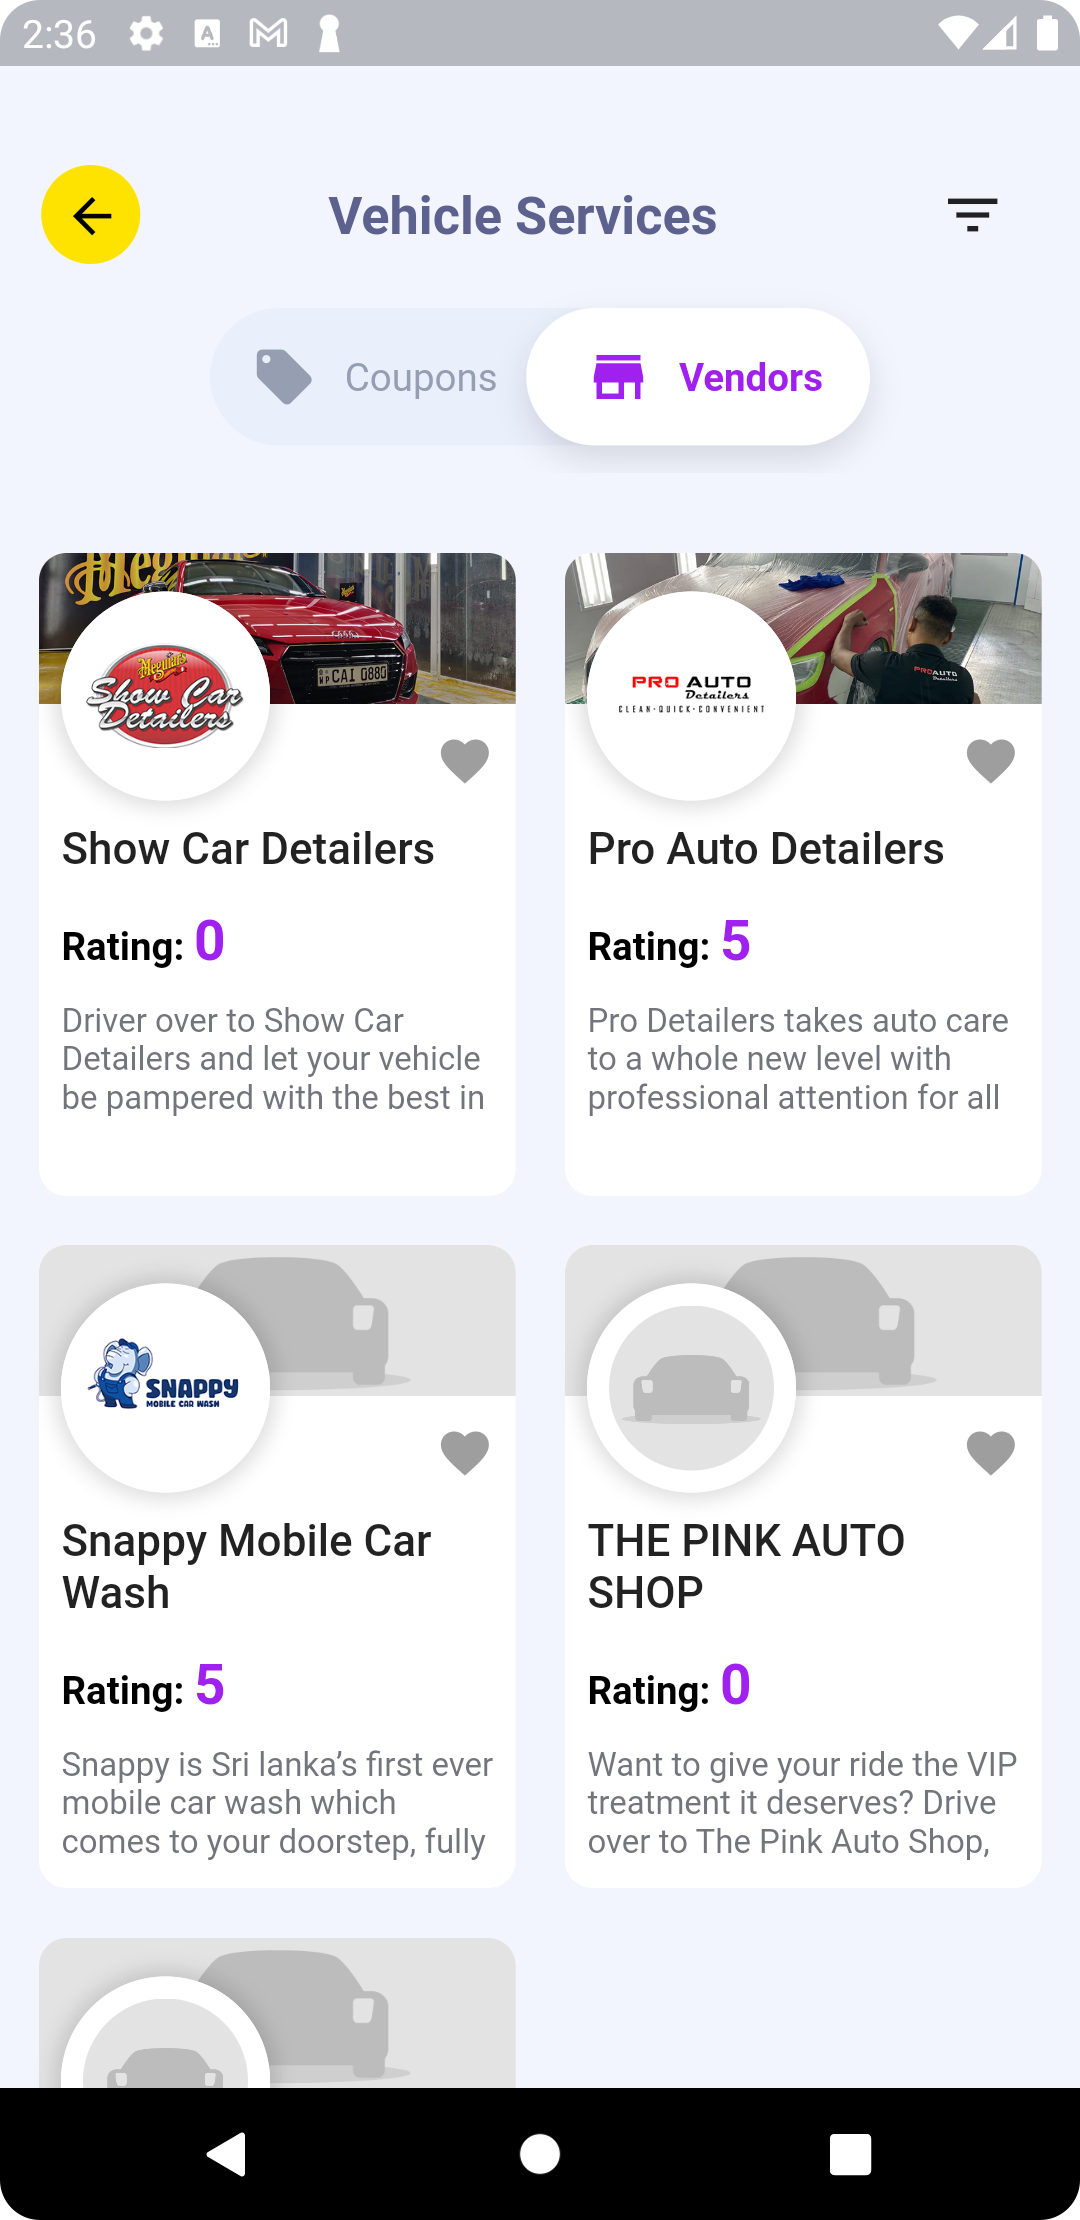 2:36
Vehicle Services
Coupons
Vendors
Meguiar's
CAI 0880
Meguiar's
Show Car
Detailers
Show Car Detailers
Rating: 0
Driver over to Show Car
Detailers and let your vehicle
be pampered with the best in
PROAUTO
Detailers
PRO AUTO
Detailers
CLEAN·QUICK·CONVENIENT
Pro Auto Detailers
Rating: 5
Pro Detailers takes auto care
to a whole new level with
professional attention for all
SNAPPY
MOBILE CAR WASH
Snappy Mobile Car
Wash
Rating: 5
Snappy is Sri lanka’s first ever
mobile car wash which
comes to your doorstep, fully
THE PINK AUTO
SHOP
Rating: 0
Want to give your ride the VIP
treatment it deserves? Drive
over to The Pink Auto Shop,